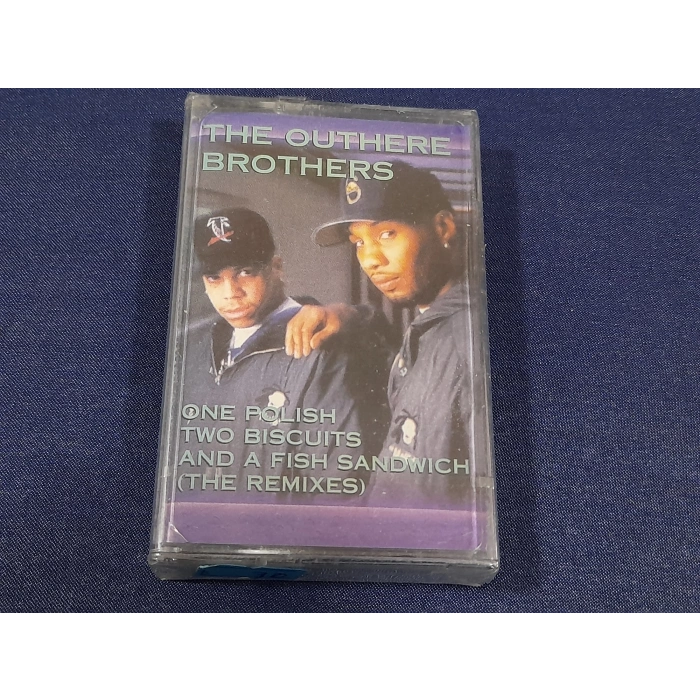 THE OUTHERE
BROTHERS
ONE POLISH
TWO BISCUITS
AND A FISH SANDWICH
(THE REMIXES)